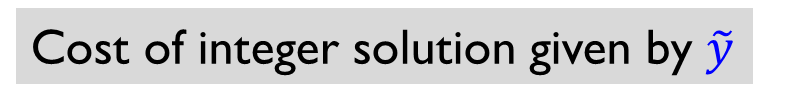 Cost of integer solution given by ỹ